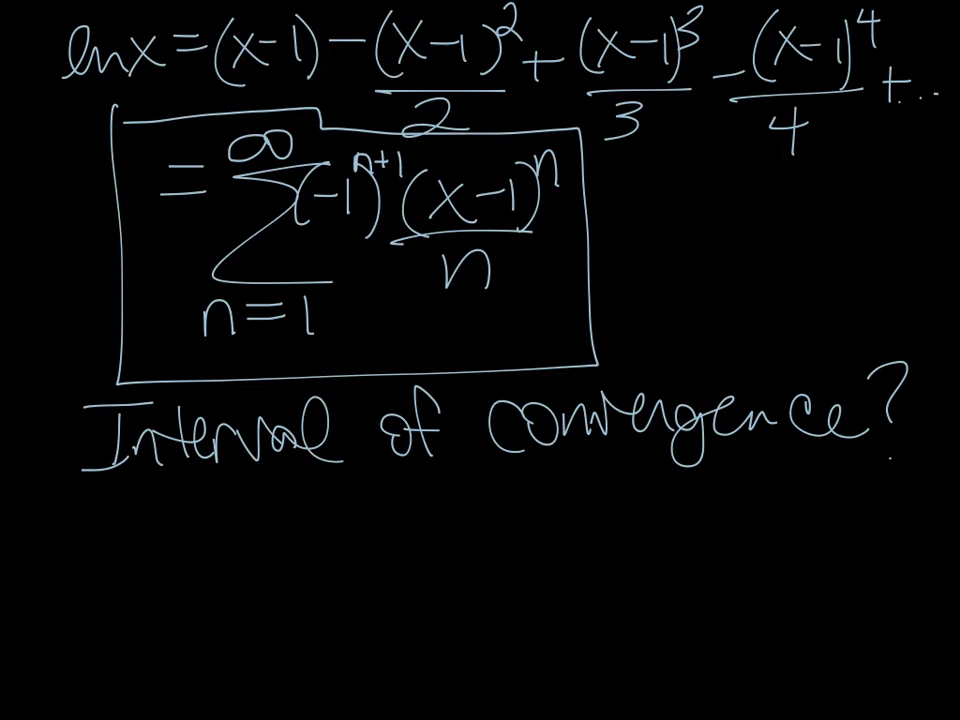 ln x = (x-1) - (x-1)^2/2 + (x-1)^3/3 - (x-1)^4/4 + ...
= ∑_{n=1}^{∞} (-1)^{n+1} (x-1)^n/n
Interval of convergence?